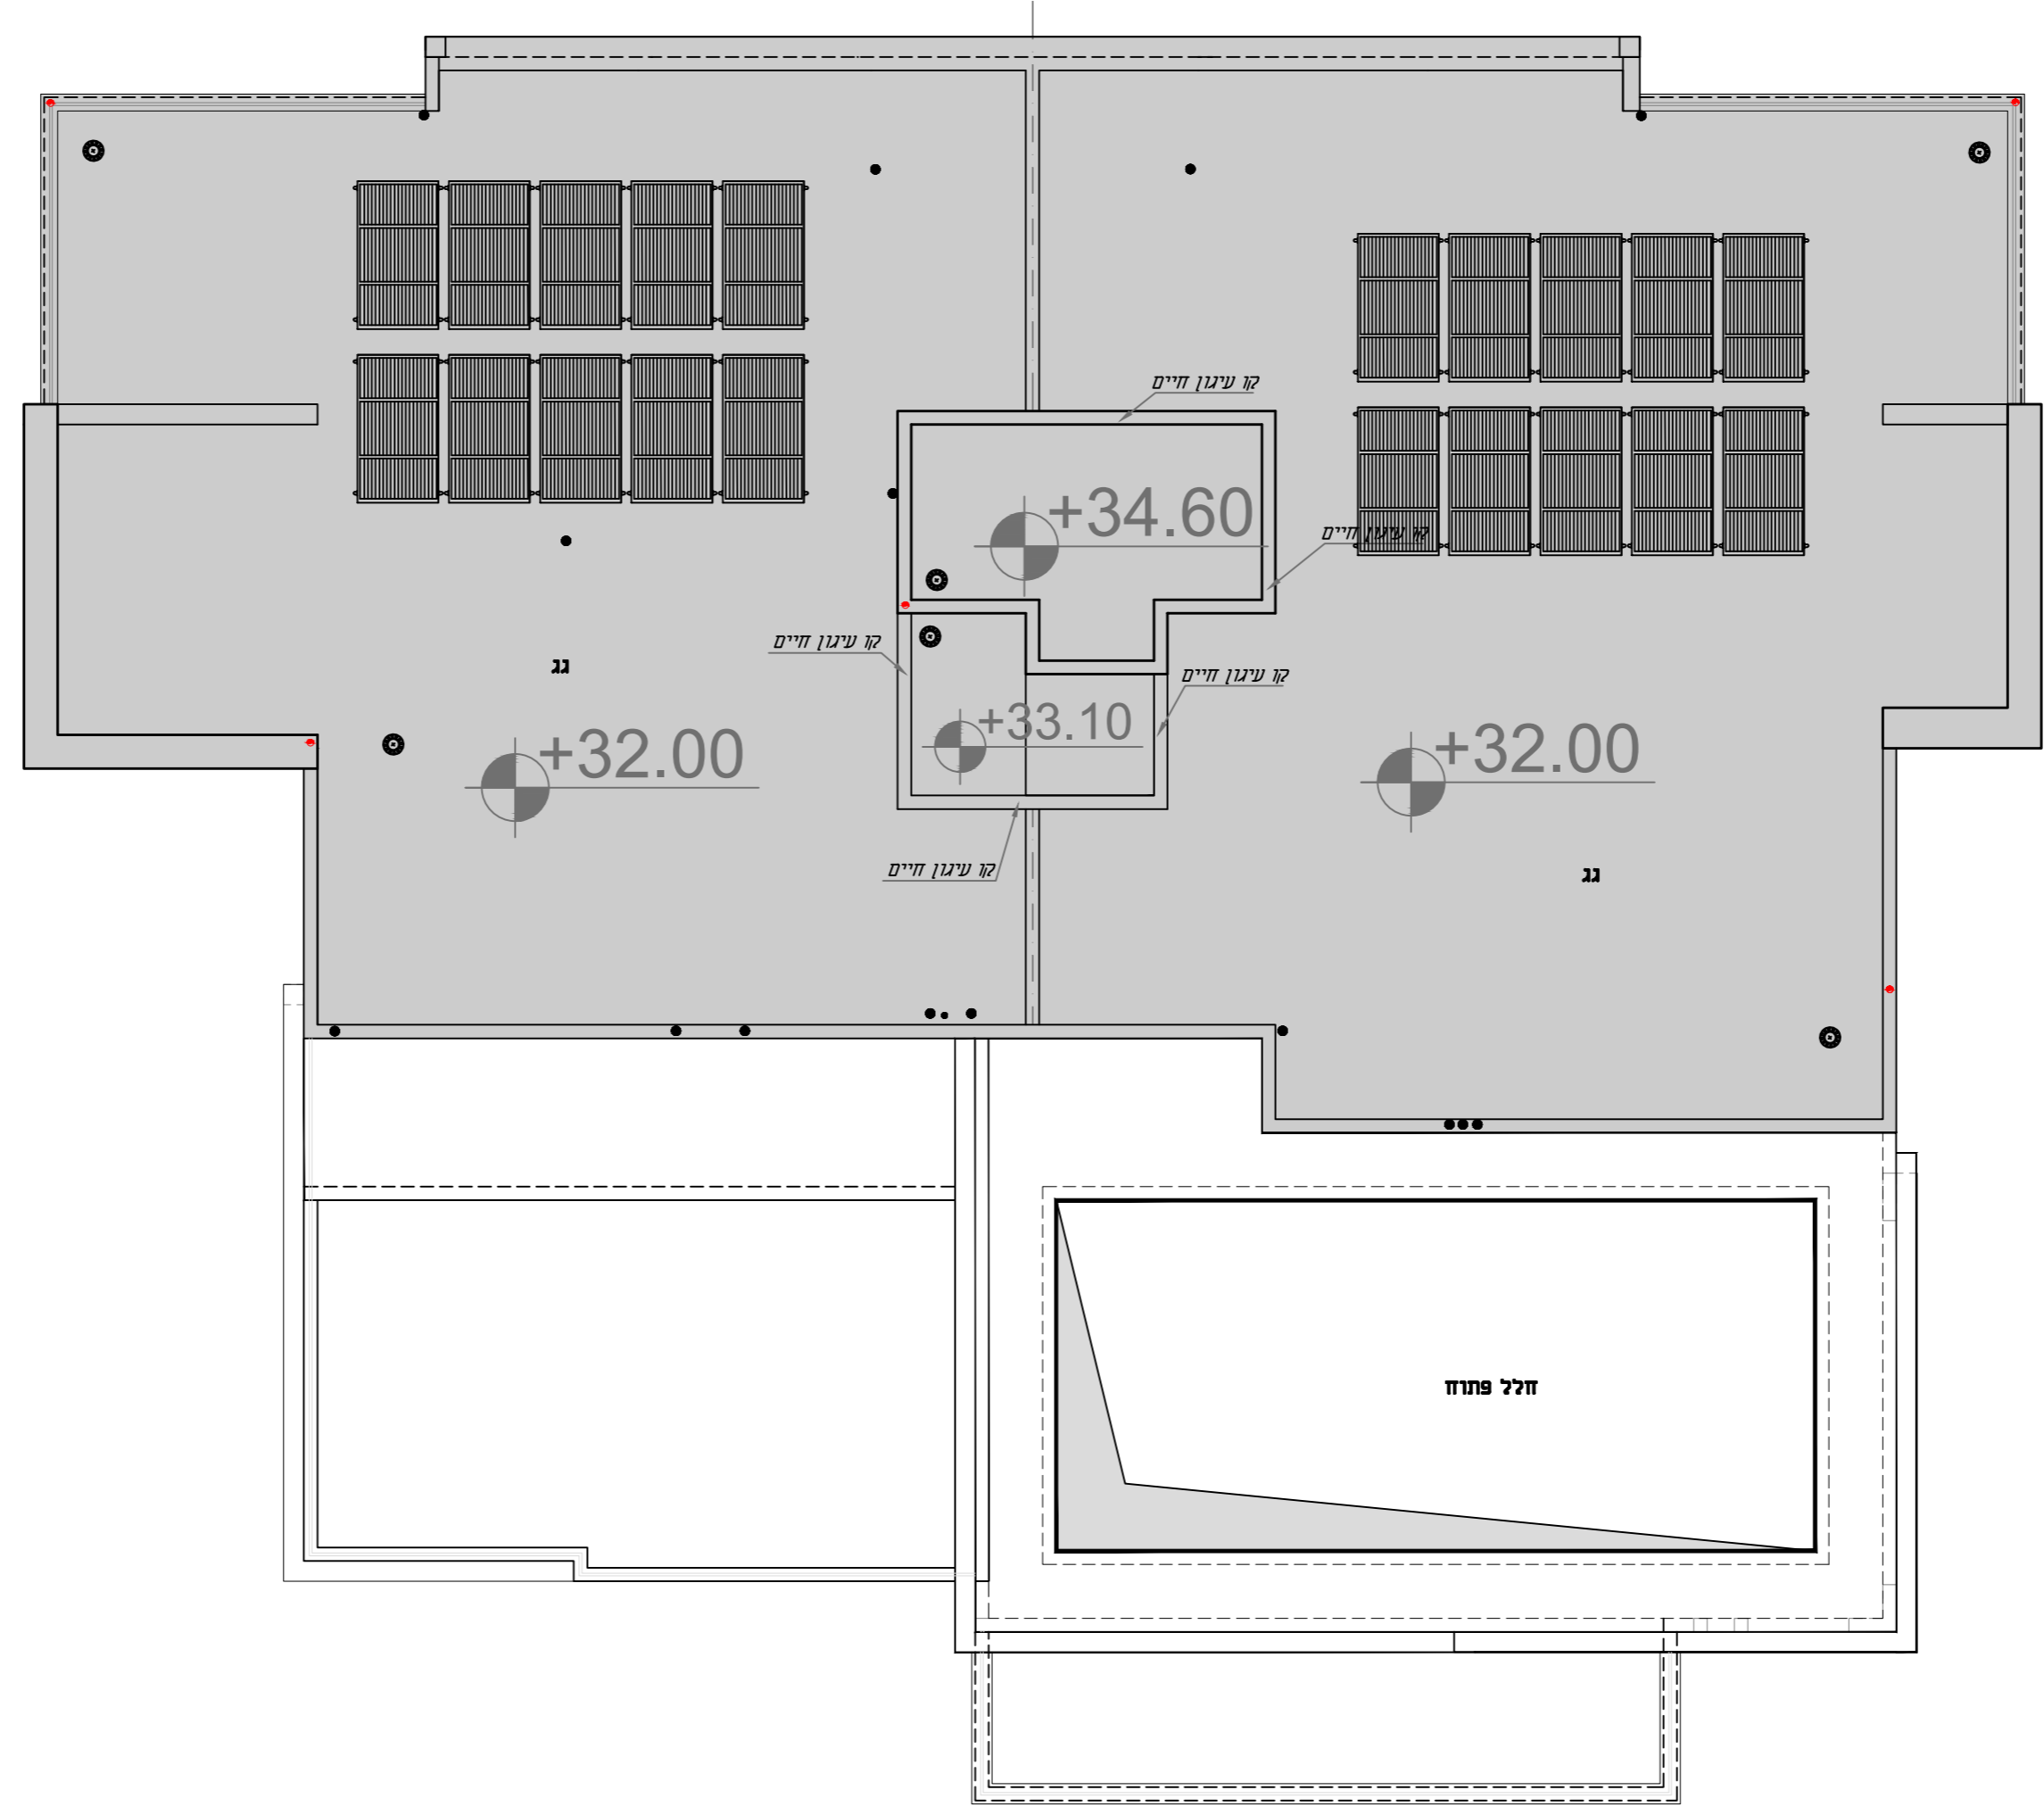 קו עיגון חיים
+34.60
קו עיגון חיים
קו עיגון חיים
גג
קו עיגון חיים
+33.10
+32.00
+32.00
קו עיגון חיים
גג
חלל פתוח